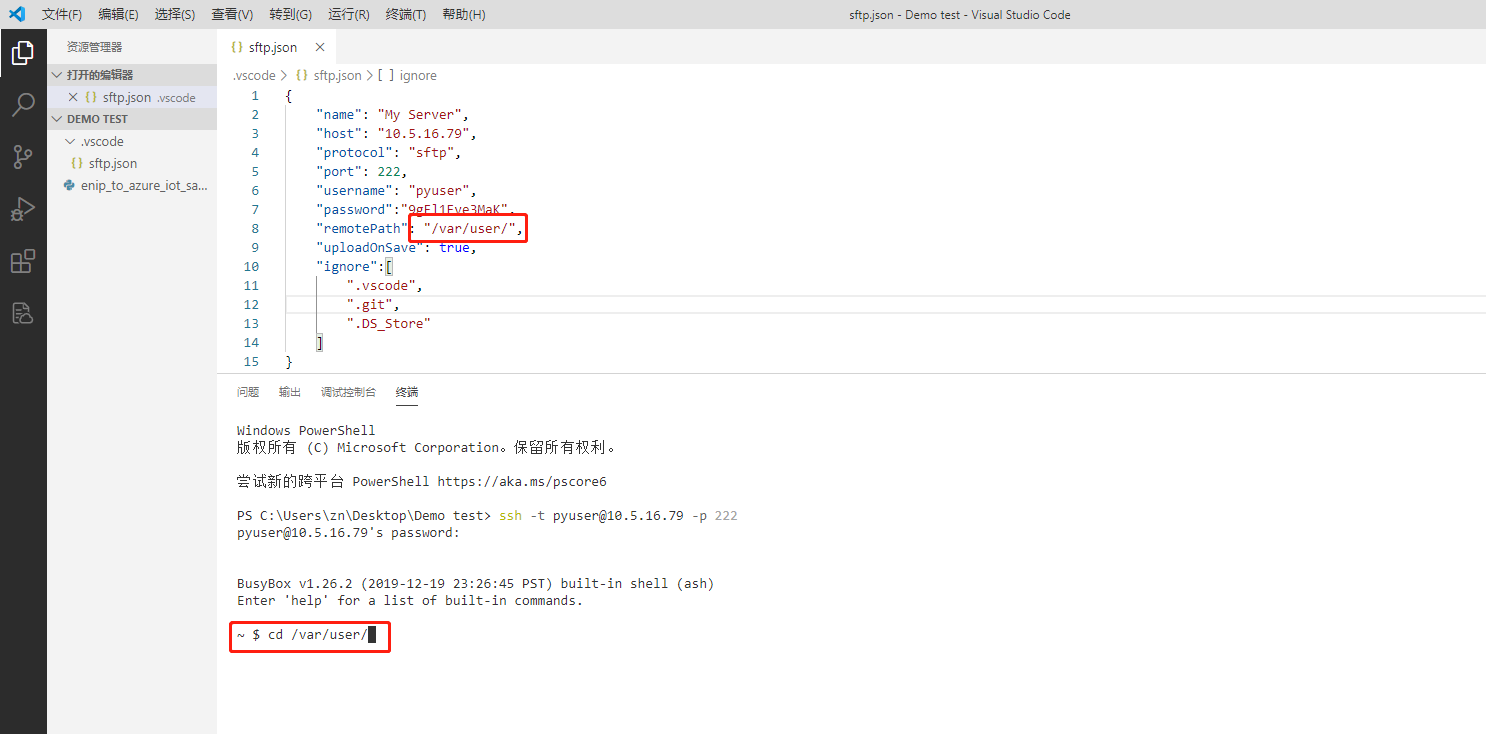 文件(F) 编辑(E) 选择(S) 查看(V) 转到(G) 运行(R) 终端(T) 帮助(H)
sftp.json - Demo test - Visual Studio Code
资源管理器
打开的编辑器
sftp.json .vscode
DEMO TEST
.vscode
{} sftp.json
enip_to_azure_iot_sa...
{} sftp.json
.vscode > {} sftp.json > [ ] ignore
1 {
2 "name": "My Server",
3 "host": "10.5.16.79",
4 "protocol": "sftp",
5 "port": 222,
6 "username": "pyuser",
7 "password":
8 "remotePath": "/var/user/",
9 "uploadOnSave": true,
10 "ignore":[
11 ".vscode",
12 ".git",
13 ".DS_Store"
14 ]
15 }
问题 输出 调试控制台 终端
Windows PowerShell
版权所有 (C) Microsoft Corporation。保留所有权利。
尝试新的跨平台 PowerShell https://aka.ms/pscore6
PS C:\Users\zn\Desktop\Demo test> ssh -t pyuser@10.5.16.79 -p 222
pyuser@10.5.16.79's password:
BusyBox v1.26.2 (2019-12-19 23:26:45 PST) built-in shell (ash)
Enter 'help' for a list of built-in commands.
~ $ cd /var/user/